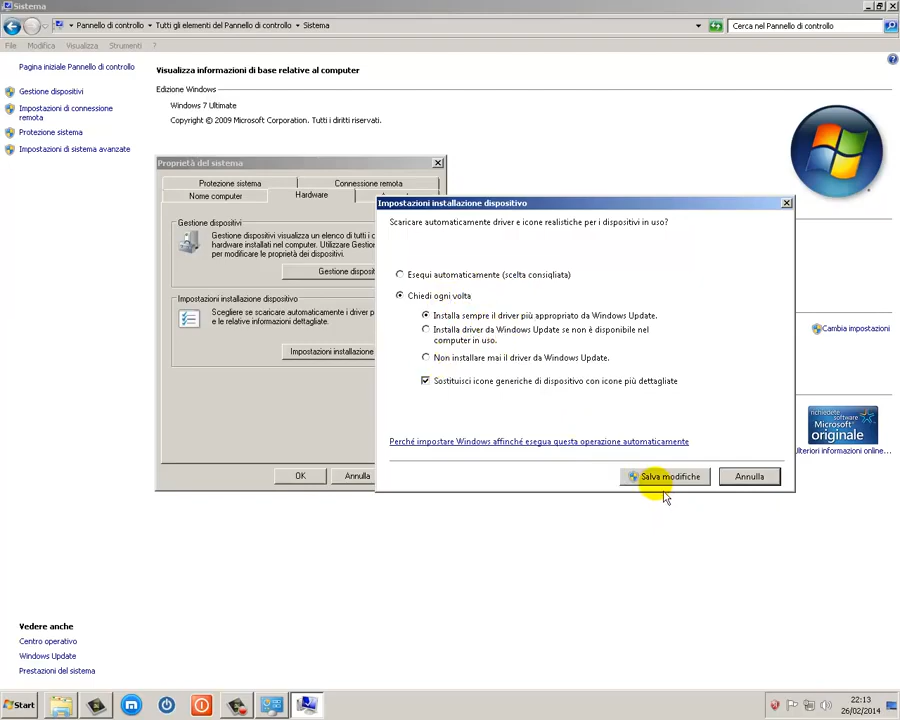 Sistema
Pannello di controllo
Tutti gli elementi del Pannello di controllo
Sistema
Cerca nel Pannello di controllo
File
Modifica
Visualizza
Strumenti
?
Pagina iniziale Pannello di controllo
Gestione dispositivi
Impostazioni di connessione
remota
Protezione sistema
Impostazioni di sistema avanzate
Visualizza informazioni di base relative al computer
Edizione Windows
Windows 7 Ultimate
Copyright © 2009 Microsoft Corporation. Tutti i diritti riservati.
Proprietà del sistema
Protezione sistema
Connessione remota
Nome computer
Hardware
Gestione dispositivi
Gestione dispositivi visualizza un elenco di tutti i c
hardware installati nel computer. Utilizzare Gestio
per modificare le proprietà dei dispositivi.
Gestione disposit
Impostazioni installazione dispositivo
Scegliere se scaricare automaticamente i driver p
e le relative informazioni dettagliate.
Impostazioni installazione
OK
Annulla
Impostazioni installazione dispositivo
Scaricare automaticamente driver e icone realistiche per i dispositivi in uso?
Esegui automaticamente (scelta consigliata)
Chiedi ogni volta
Installa sempre il driver più appropriato da Windows Update.
Installa driver da Windows Update se non è disponibile nel
computer in uso.
Non installare mai il driver da Windows Update.
Sostituisci icone generiche di dispositivo con icone più dettagliate
Perché impostare Windows affinché esegua questa operazione automaticamente
Salva modifiche
Annulla
Cambia impostazioni
richiedete
software
Microsoft
originale
Ulteriori informazioni online...
Vedere anche
Centro operativo
Windows Update
Prestazioni del sistema
Start
22:13
26/02/2014